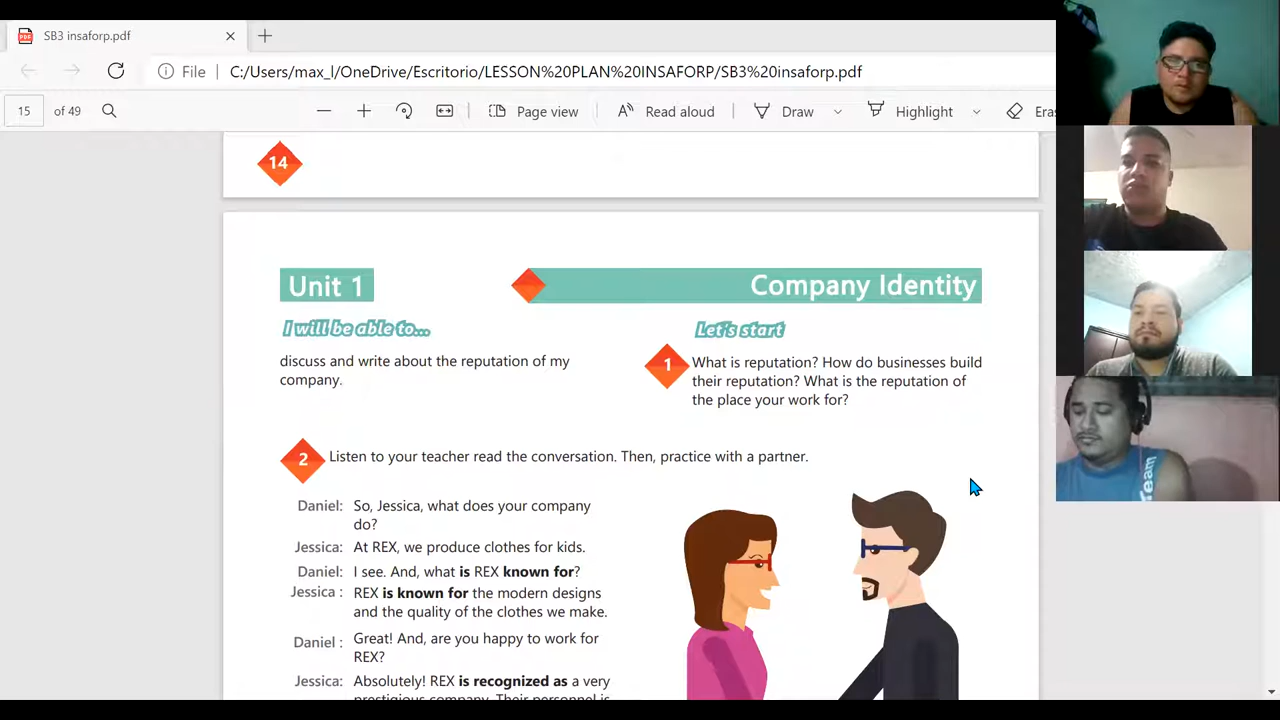 SB3 insaforp.pdf
File C:/Users/max_l/OneDrive/Escritorio/LESSON%20PLAN%20INSAFORP/SB3%20insaforp.pdf
15 of 49 Page view Read aloud Draw Highlight Eras
14
Unit 1
Company Identity
I will be able to...
discuss and write about the reputation of my
company.
Let's start
1
What is reputation? How do businesses build
their reputation? What is the reputation of
the place your work for?
2
Listen to your teacher read the conversation. Then, practice with a partner.
Daniel: So, Jessica, what does your company
do?
Jessica: At REX, we produce clothes for kids.
Daniel: I see. And, what is REX known for?
Jessica : REX is known for the modern designs
and the quality of the clothes we make.
Daniel : Great! And, are you happy to work for
REX?
Jessica: Absolutely! REX is recognized as a very
prestigious company. Their personnel is